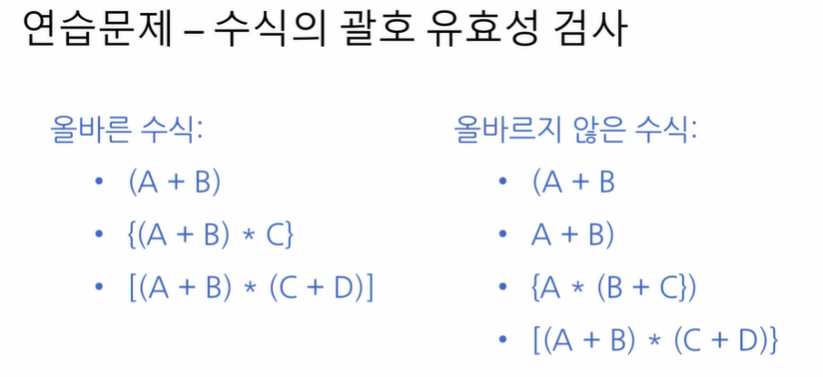 연습문제 – 수식의 괄호 유효성 검사
올바른 수식:
• (A + B)
• {(A + B) * C}
• [(A + B) * (C + D)]
올바르지 않은 수식:
• (A + B
• A + B)
• {A * (B + C})
• [(A + B) * (C + D)}